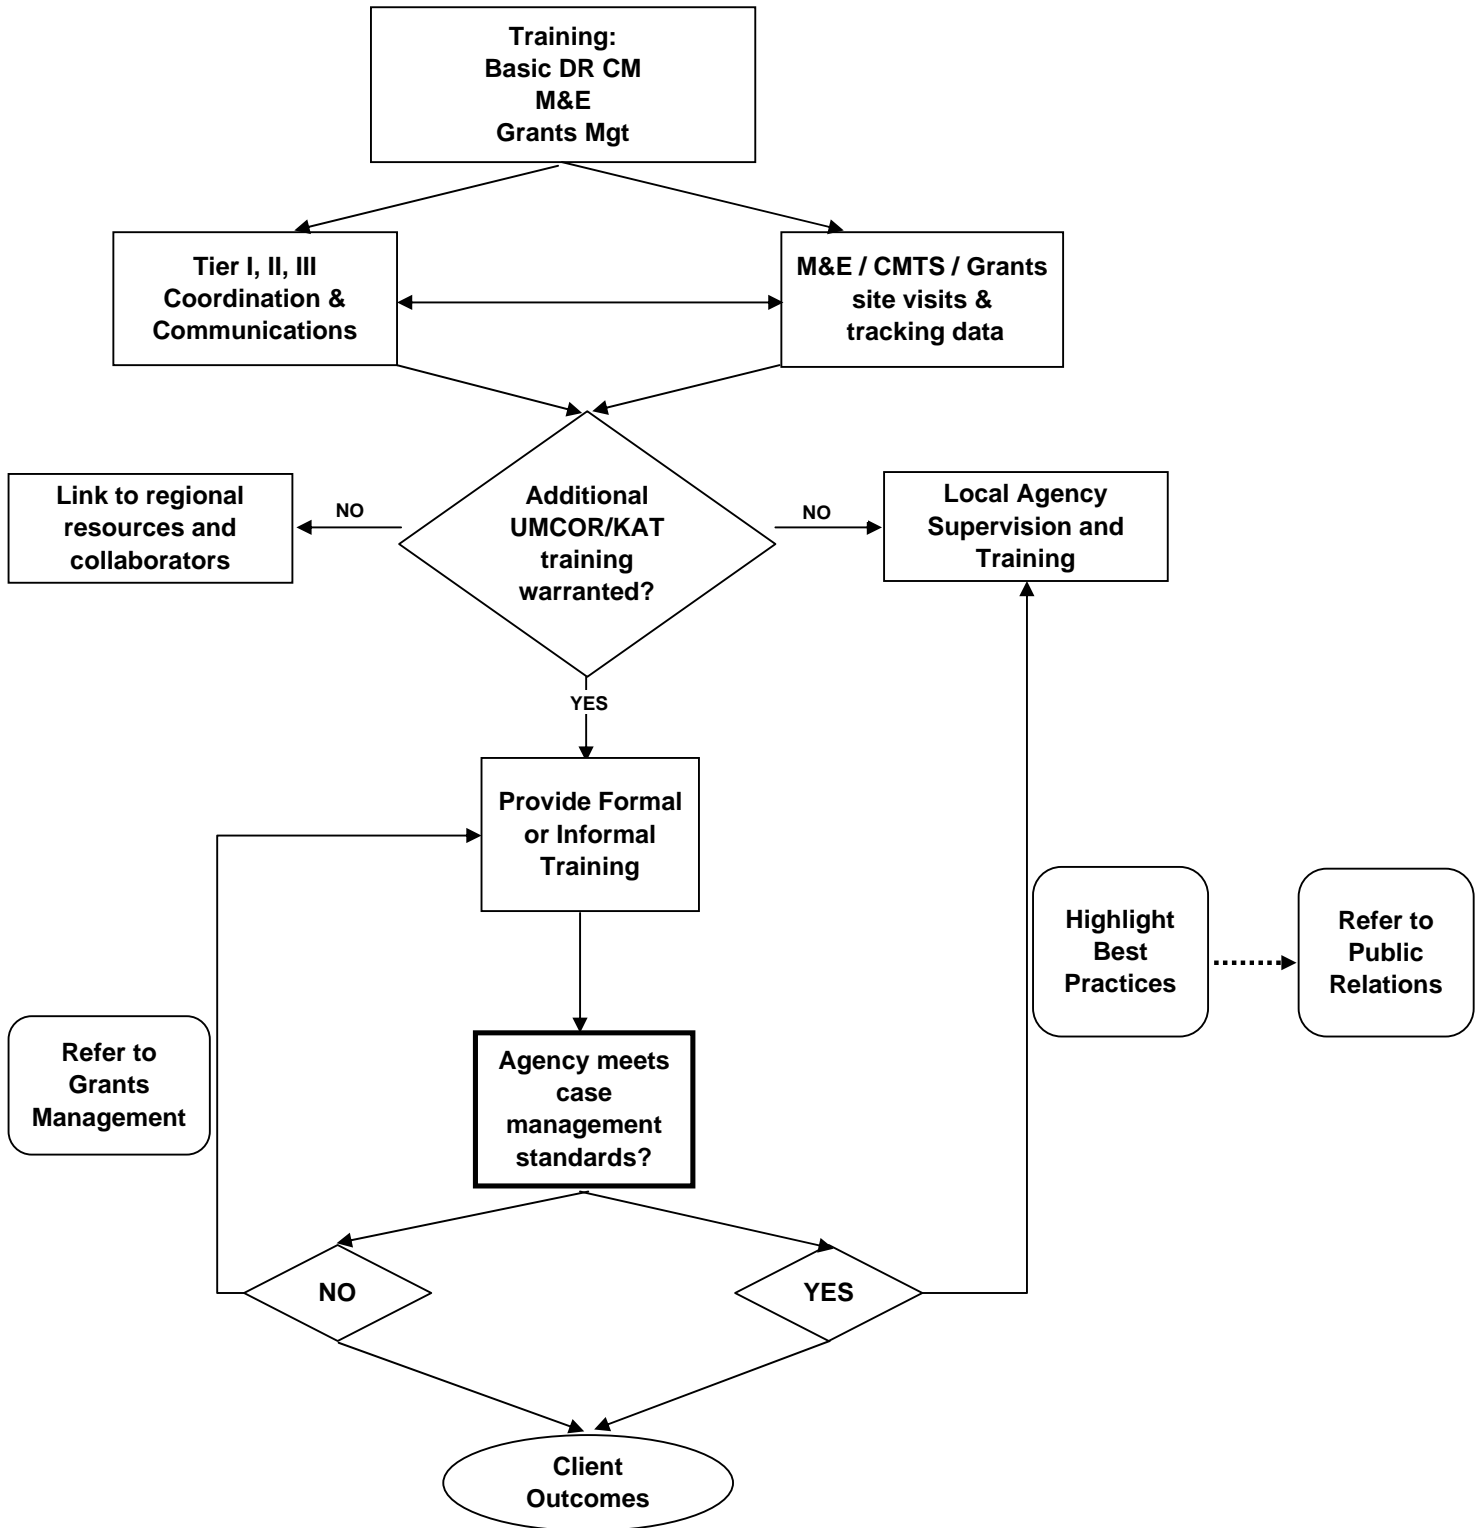 Training:
Basic DR CM
M&E
Grants Mgt
Tier I, II, III
Coordination &
Communications
M&E / CMTS / Grants
site visits &
tracking data
Link to regional
resources and
collaborators
NO
Additional
UMCOR/KAT
training
warranted?
NO
Local Agency
Supervision and
Training
YES
Provide Formal
or Informal
Training
Highlight
Best
Practices
Refer to
Public
Relations
Refer to
Grants
Management
Agency meets
case
management
standards?
NO
YES
Client
Outcomes